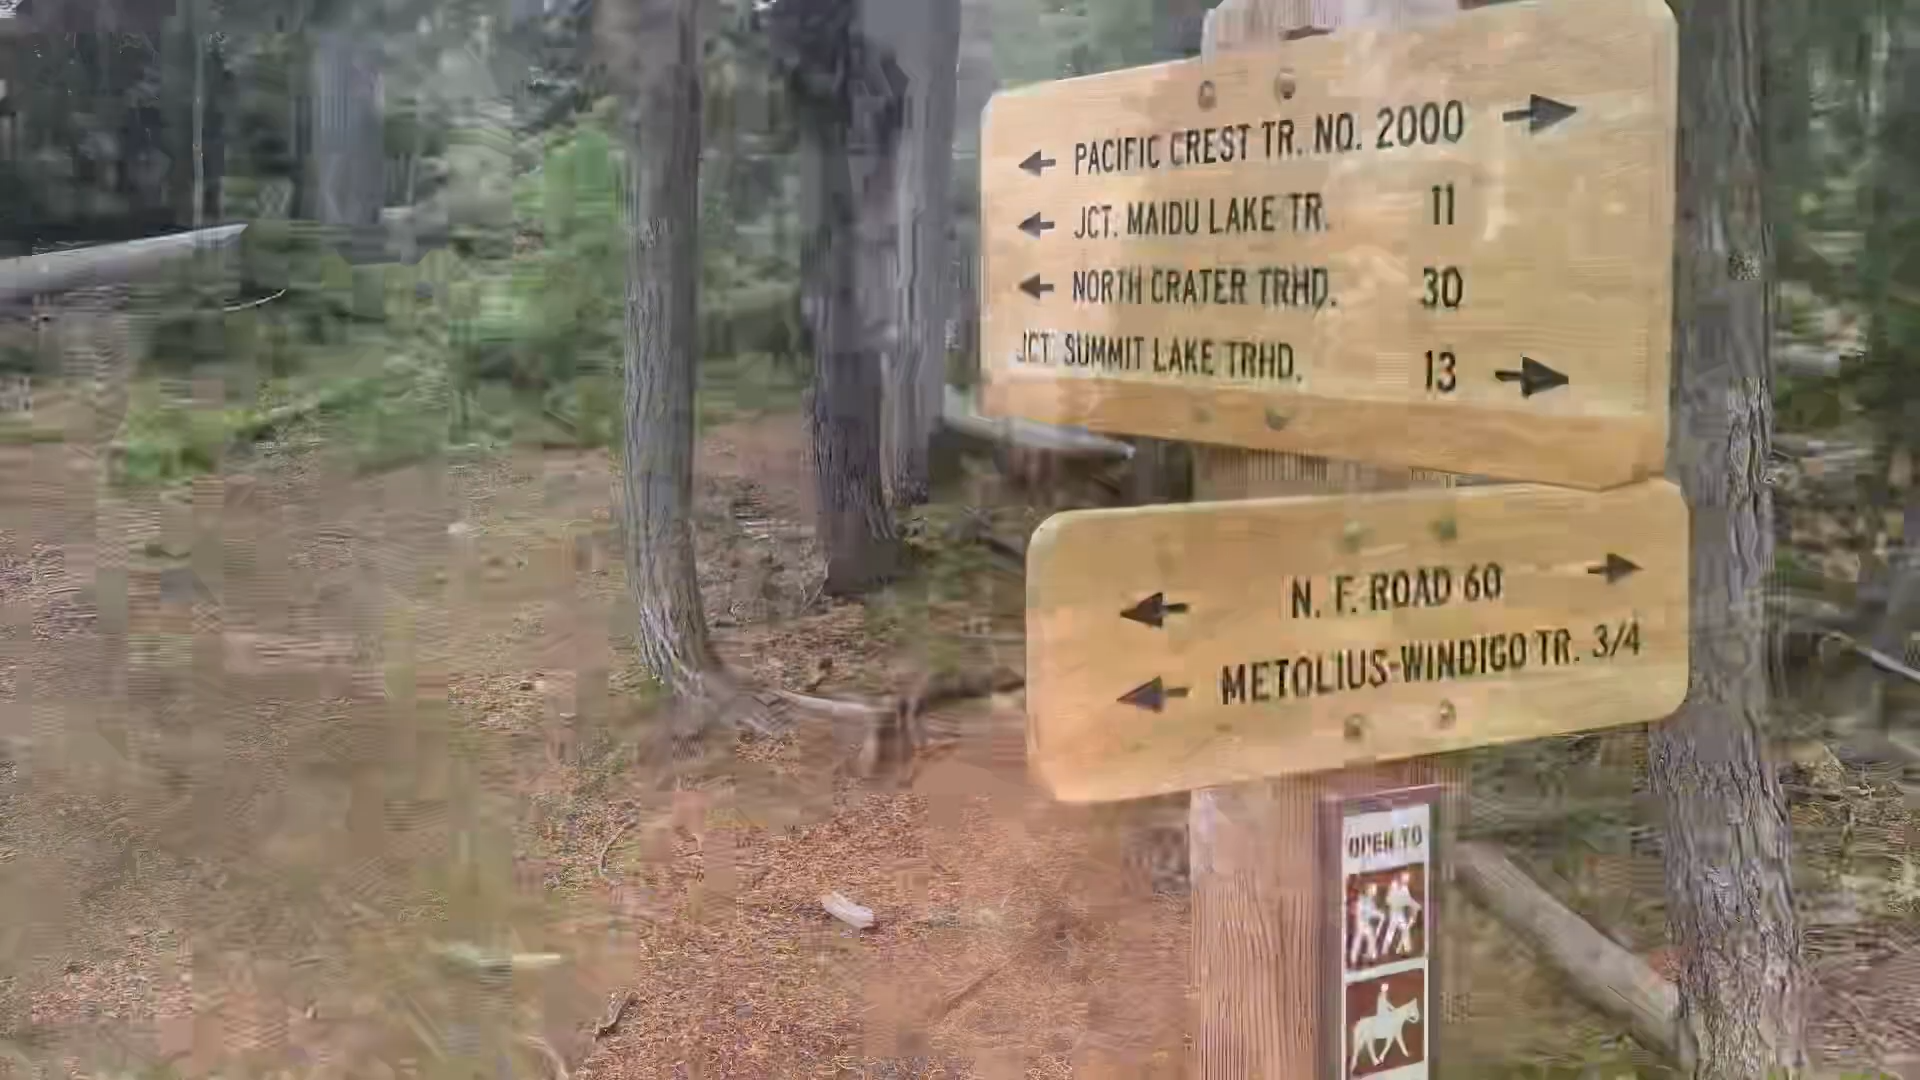 PACIFIC CREST TR. NO. 2000
JCT. MAIDU LAKE TR. 11
NORTH CRATER TRHD. 30
JCT. SUMMIT LAKE TRHD. 13
N. F. ROAD 60
METOLIUS-WINDIGO TR. 3/4
OPEN TO